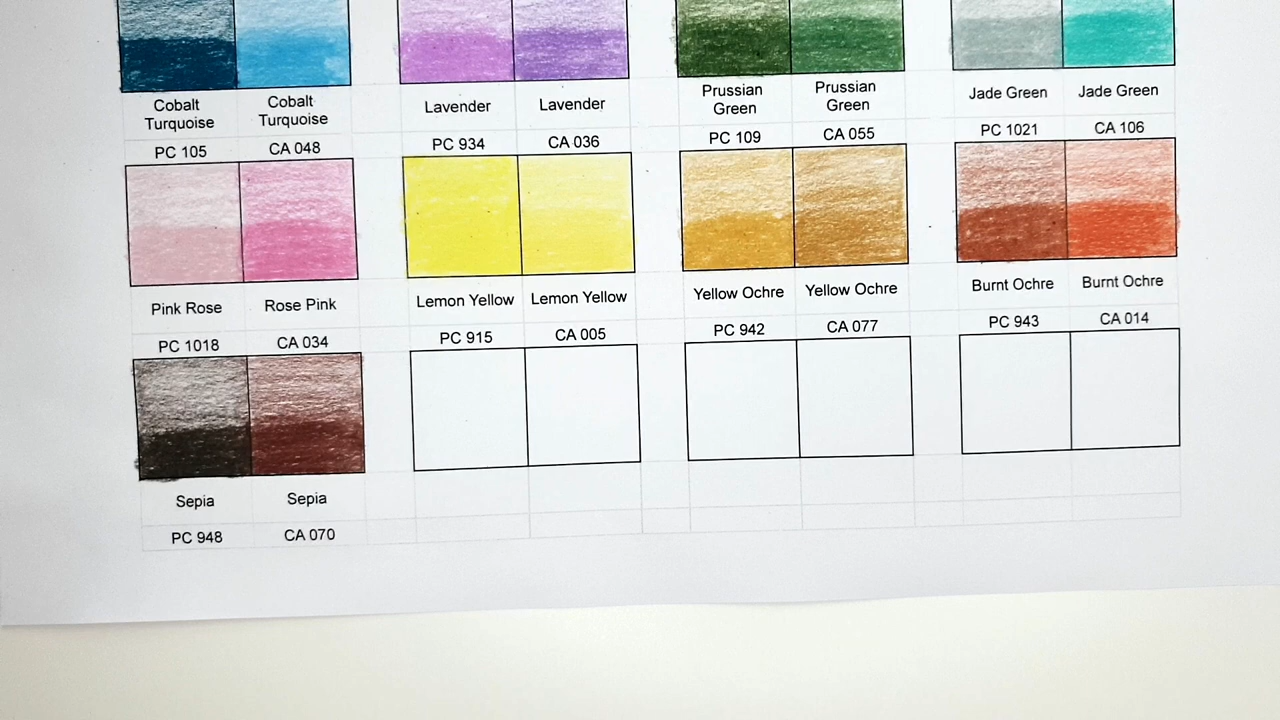 Cobalt Turquoise Cobalt Turquoise Lavender Lavender Prussian Green Prussian Green Jade Green Jade Green
PC 105 CA 048 PC 934 CA 036 PC 109 CA 055 PC 1021 CA 106
Pink Rose Rose Pink Lemon Yellow Lemon Yellow Yellow Ochre Yellow Ochre Burnt Ochre Burnt Ochre
PC 1018 CA 034 PC 915 CA 005 PC 942 CA 077 PC 943 CA 014
Sepia Sepia
PC 948 CA 070